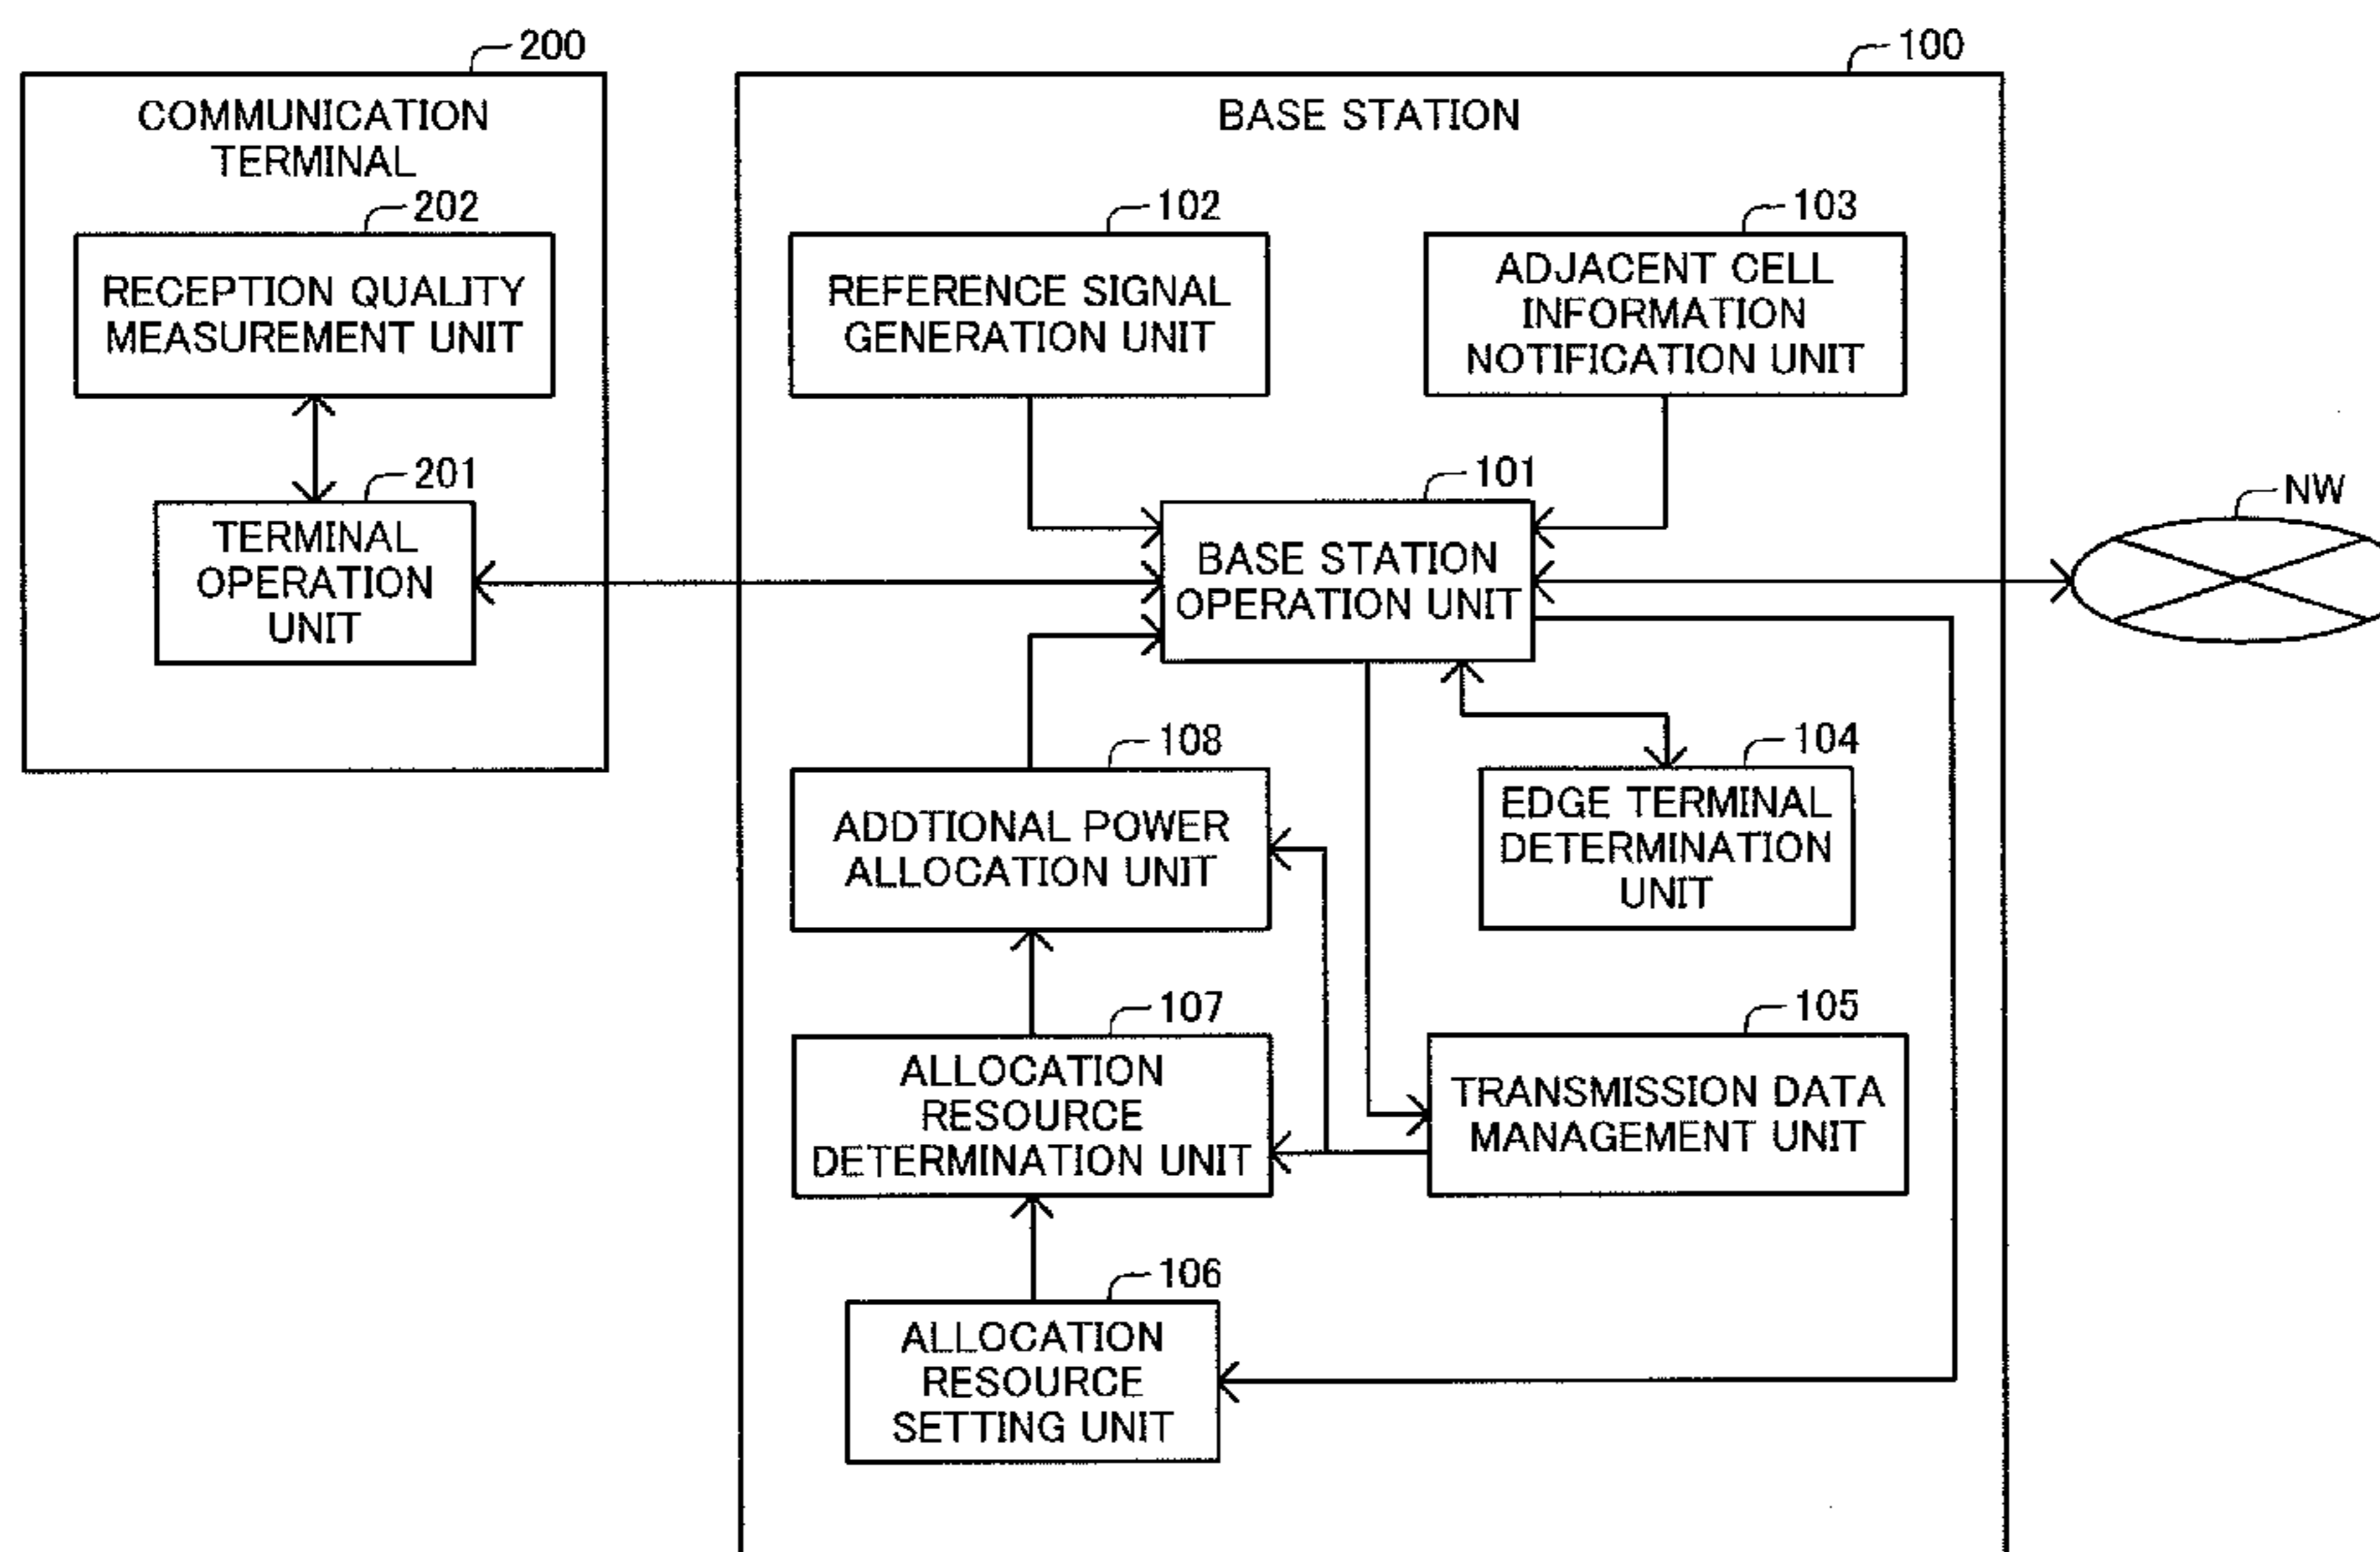 200
COMMUNICATION
TERMINAL
202
RECEPTION QUALITY
MEASUREMENT UNIT
201
TERMINAL
OPERATION
UNIT
100
BASE STATION
102
REFERENCE SIGNAL
GENERATION UNIT
103
ADJACENT CELL
INFORMATION
NOTIFICATION UNIT
101
BASE STATION
OPERATION UNIT
NW
108
ADDTIONAL POWER
ALLOCATION UNIT
104
EDGE TERMINAL
DETERMINATION
UNIT
107
ALLOCATION
RESOURCE
DETERMINATION UNIT
105
TRANSMISSION DATA
MANAGEMENT UNIT
106
ALLOCATION
RESOURCE
SETTING UNIT